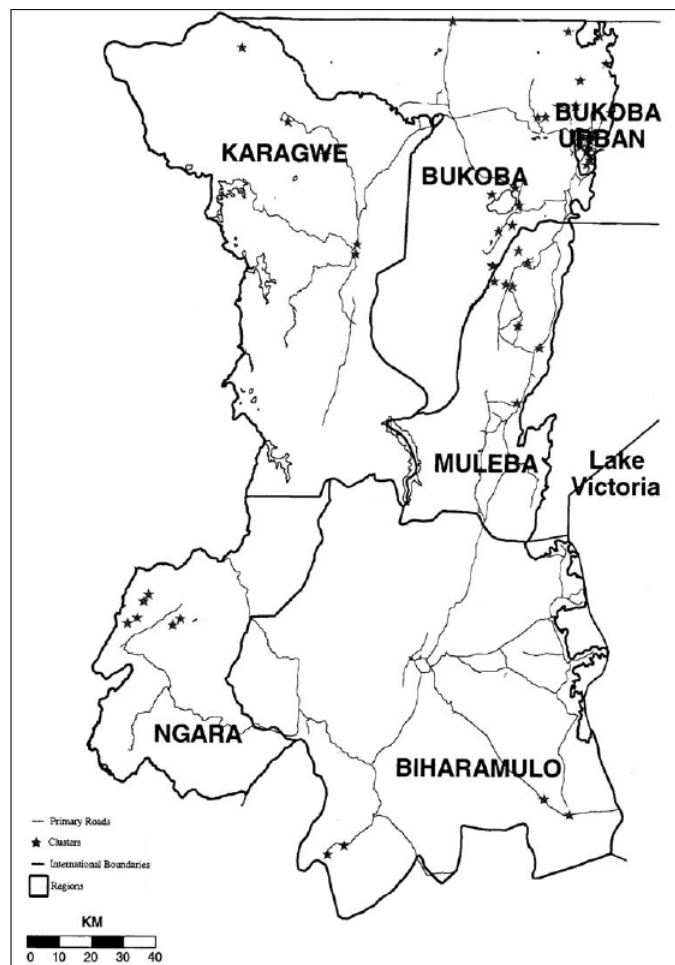 KARAGWE
BUKOBA
BUKOBA
URBAN
MULEBA
Lake
Victoria
NGARA
BIHARAMULO
Primary Roads
Clusters
International Boundaries
Regions
KM
0 10 20 30 40